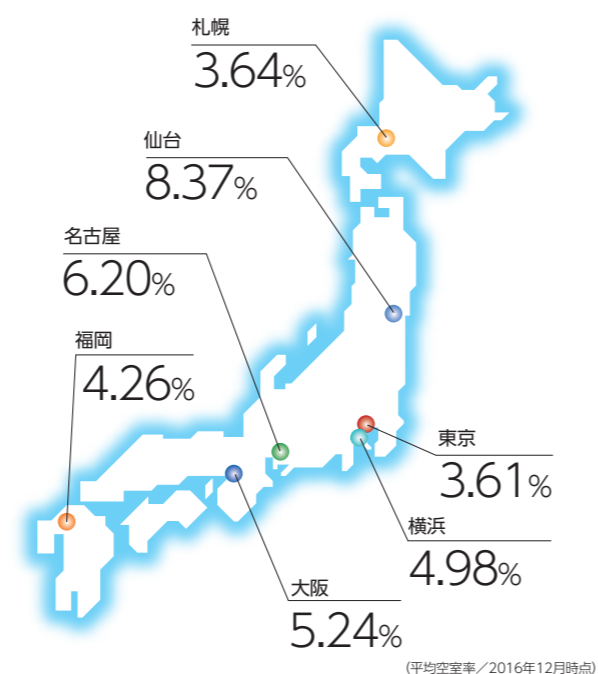 札幌
3.64%
仙台
8.37%
名古屋
6.20%
福岡
4.26%
東京
3.61%
横浜
4.98%
大阪
5.24%
(平均空室率／2016年12月時点)